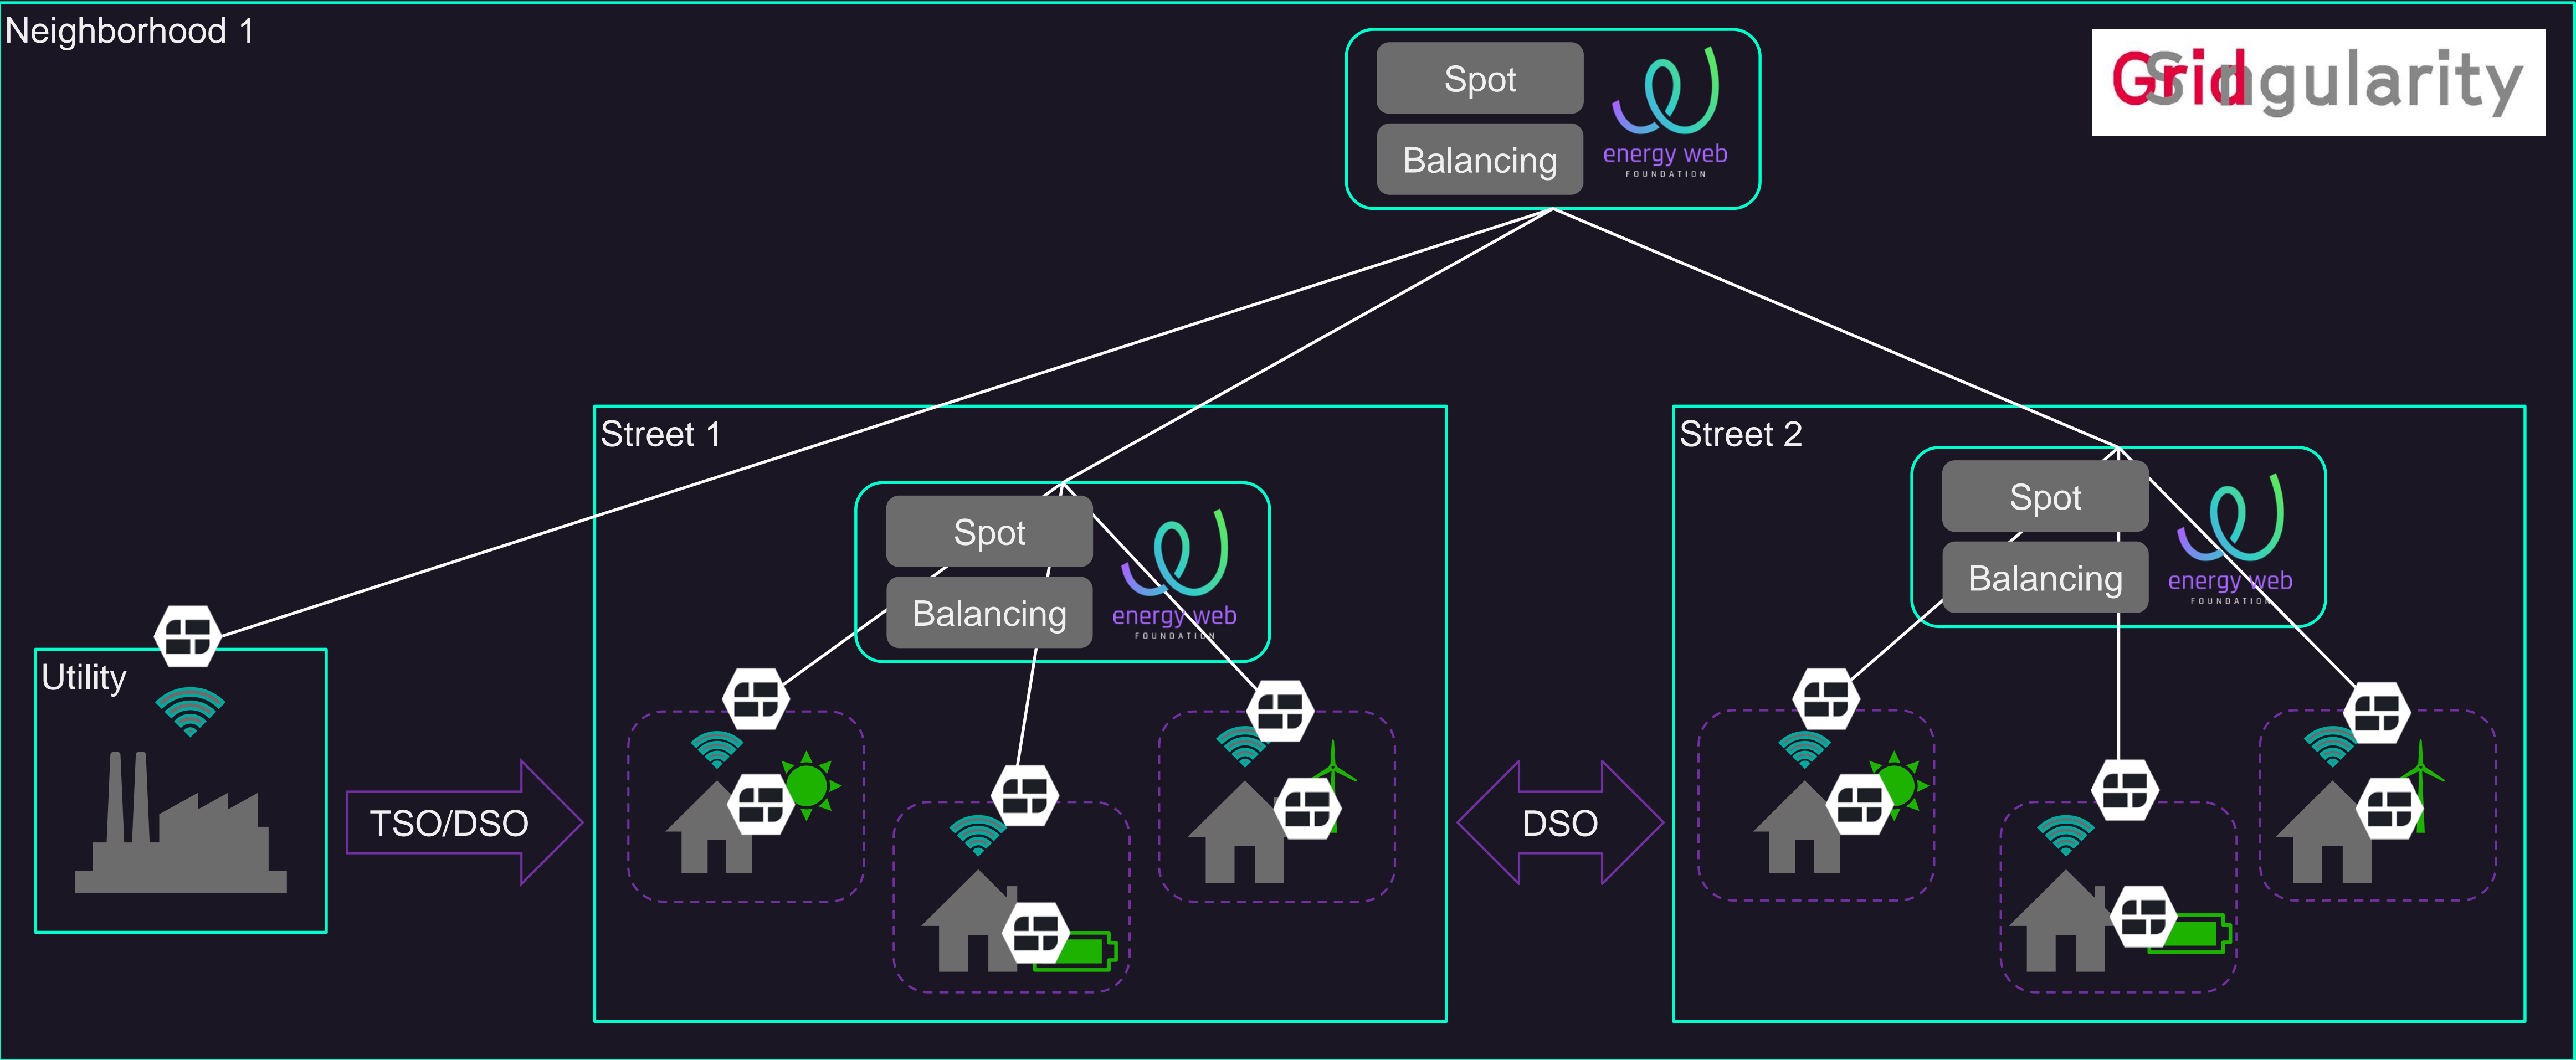 Neighborhood 1
Spot
Balancing
energy web
FOUNDATION
GridSingularity
Street 1
Spot
Balancing
energy web
FOUNDATION
Street 2
Spot
Balancing
energy web
FOUNDATION
Utility
TSO/DSO
DSO